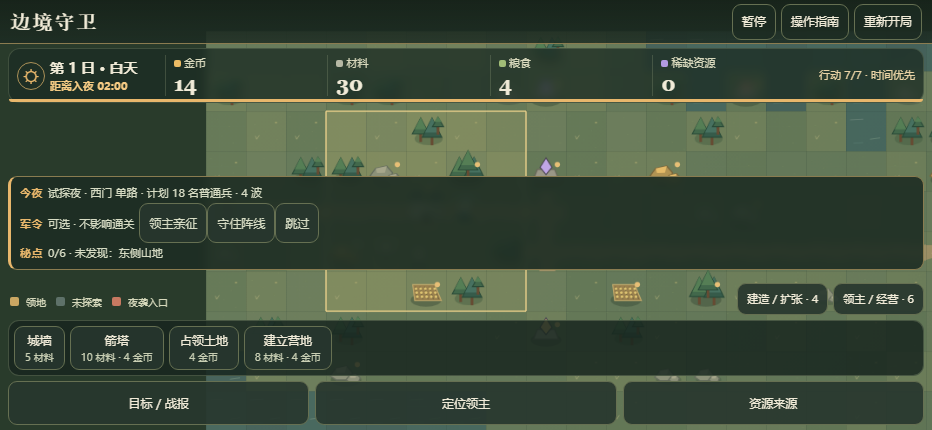 边境守卫
暂停 操作指南 重新开局
第 1 日 · 白天
距离入夜 02:00
金币
14
材料
30
粮食
4
稀缺资源
0
行动 7/7 · 时间优先
今夜 试探夜 · 西门 单路 · 计划 18 名普通兵 · 4 波
军令 可选 · 不影响通关 领主亲征 守住阵线 跳过
秘点 0/6 · 未发现：东侧山地
领地 未探索 夜袭入口
建造 / 扩张 · 4 领主 / 经营 · 6
城墙
5 材料
箭塔
10 材料 · 4 金币
占领土地
4 金币
建立营地
8 材料 · 4 金币
目标 / 战报 定位领主 资源来源